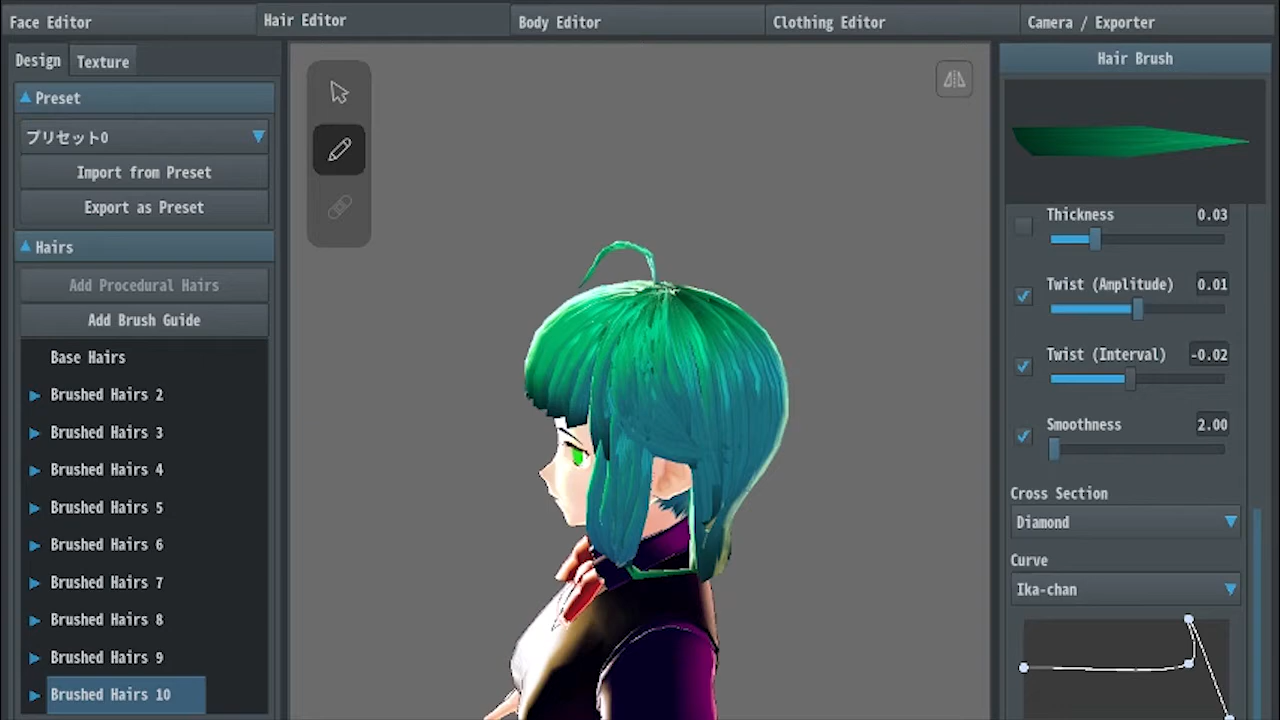 Face Editor
Hair Editor
Body Editor
Clothing Editor
Camera / Exporter
Design
Texture
Preset
プリセット0
Import from Preset
Export as Preset
Hairs
Add Procedural Hairs
Add Brush Guide
Base Hairs
Brushed Hairs 2
Brushed Hairs 3
Brushed Hairs 4
Brushed Hairs 5
Brushed Hairs 6
Brushed Hairs 7
Brushed Hairs 8
Brushed Hairs 9
Brushed Hairs 10
Hair Brush
Thickness 0.03
Twist (Amplitude) 0.01
Twist (Interval) -0.02
Smoothness 2.00
Cross Section
Diamond
Curve
Ika-chan